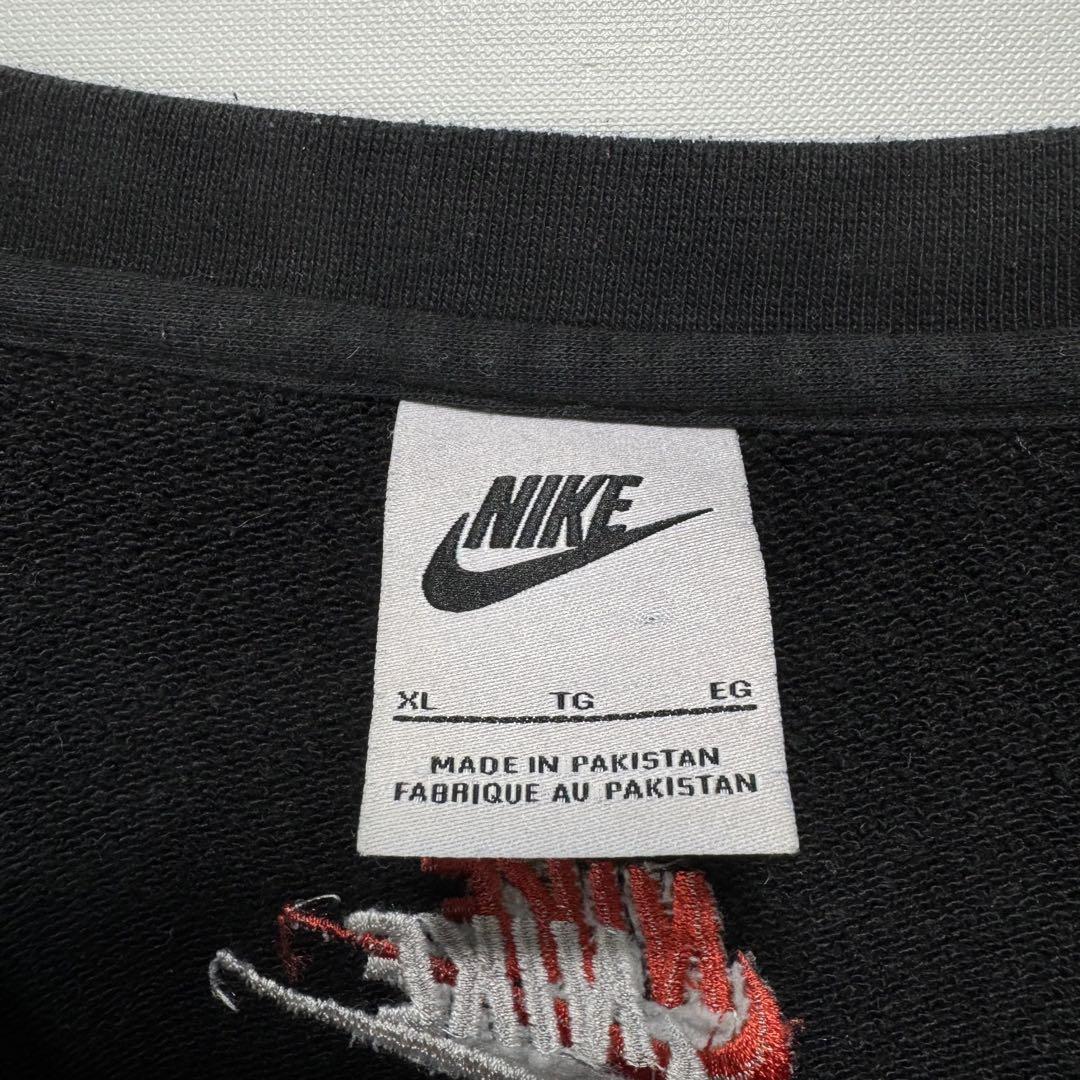 NIKE
XL TG EG
MADE IN PAKISTAN
FABRIQUE AU PAKISTAN